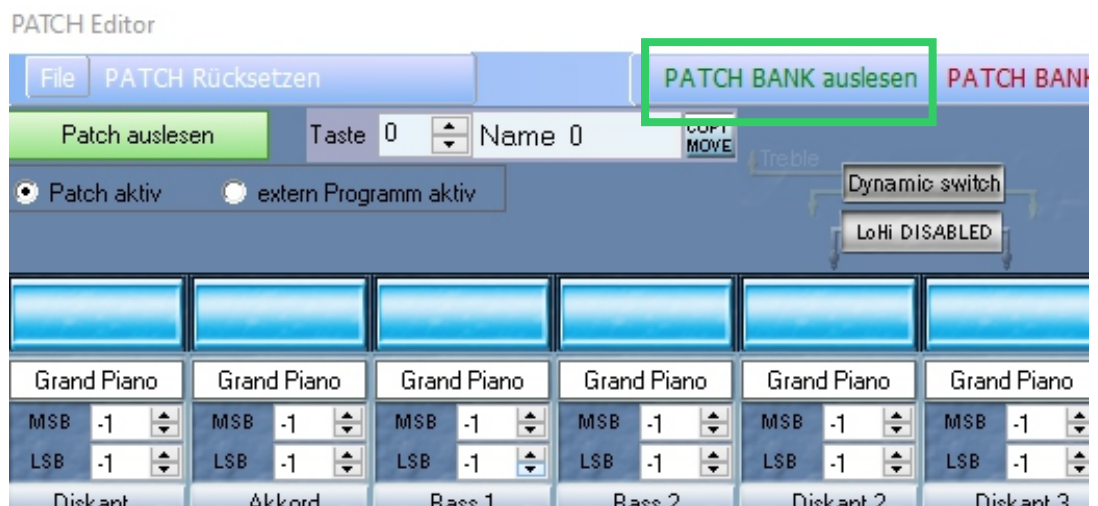 PATCH Editor
File PATCH Rücksetzen PATCH BANK auslesen PATCH BANK
Patch auslesen Taste 0 Name 0 COPY MOVE
Treble
Patch aktiv extern Programm aktiv Dynamic switch
LoHi DISABLED
Grand Piano Grand Piano Grand Piano Grand Piano Grand Piano Grand Piano
MSB -1 MSB -1 MSB -1 MSB -1 MSB -1 MSB -1
LSB -1 LSB -1 LSB -1 LSB -1 LSB -1 LSB -1
Diskant Akkord Bass 1 Bass 2 Diskant 2 Diskant 3